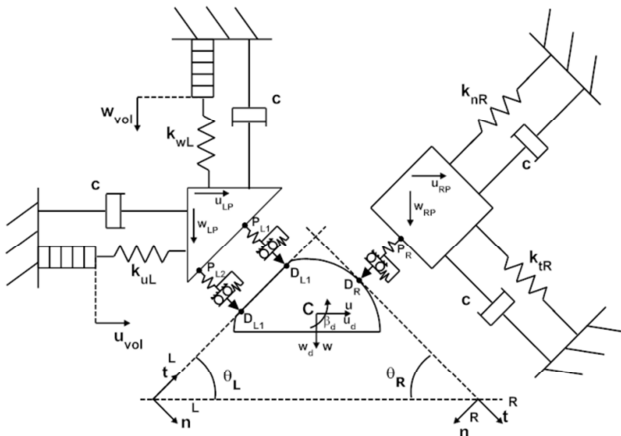 c
w_vol
k_wL
c
u_LP
w_LP
P_L1
P_L2
k_uL
u_vol
D_L1
D_L1
k_nR
c
u_RP
w_RP
P_R
D_R
k_tR
c
C
u
u_d
β_d
w_d w
L
t
θ_L
L
n
θ_R
R
R
n
t